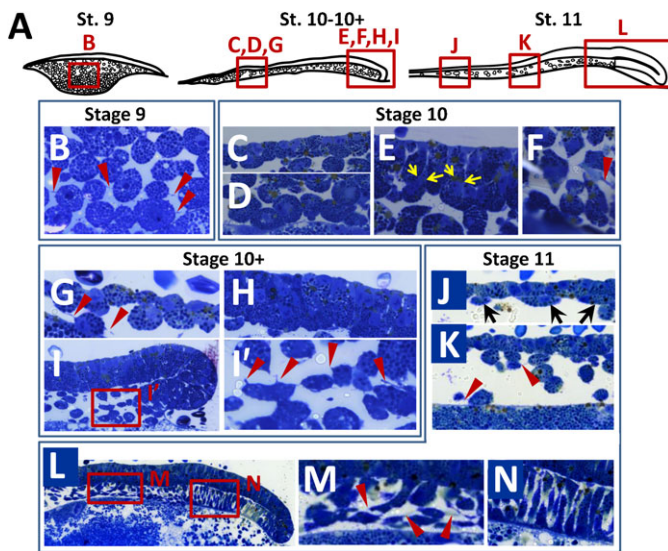 A
St. 9
St. 10-10+
St. 11
B
C,D,G
E,F,H,I
J
K
L
Stage 9
Stage 10
B
C
D
E
F
Stage 10+
Stage 11
G
H
J
I
I'
I'
K
L
M
N
M
N